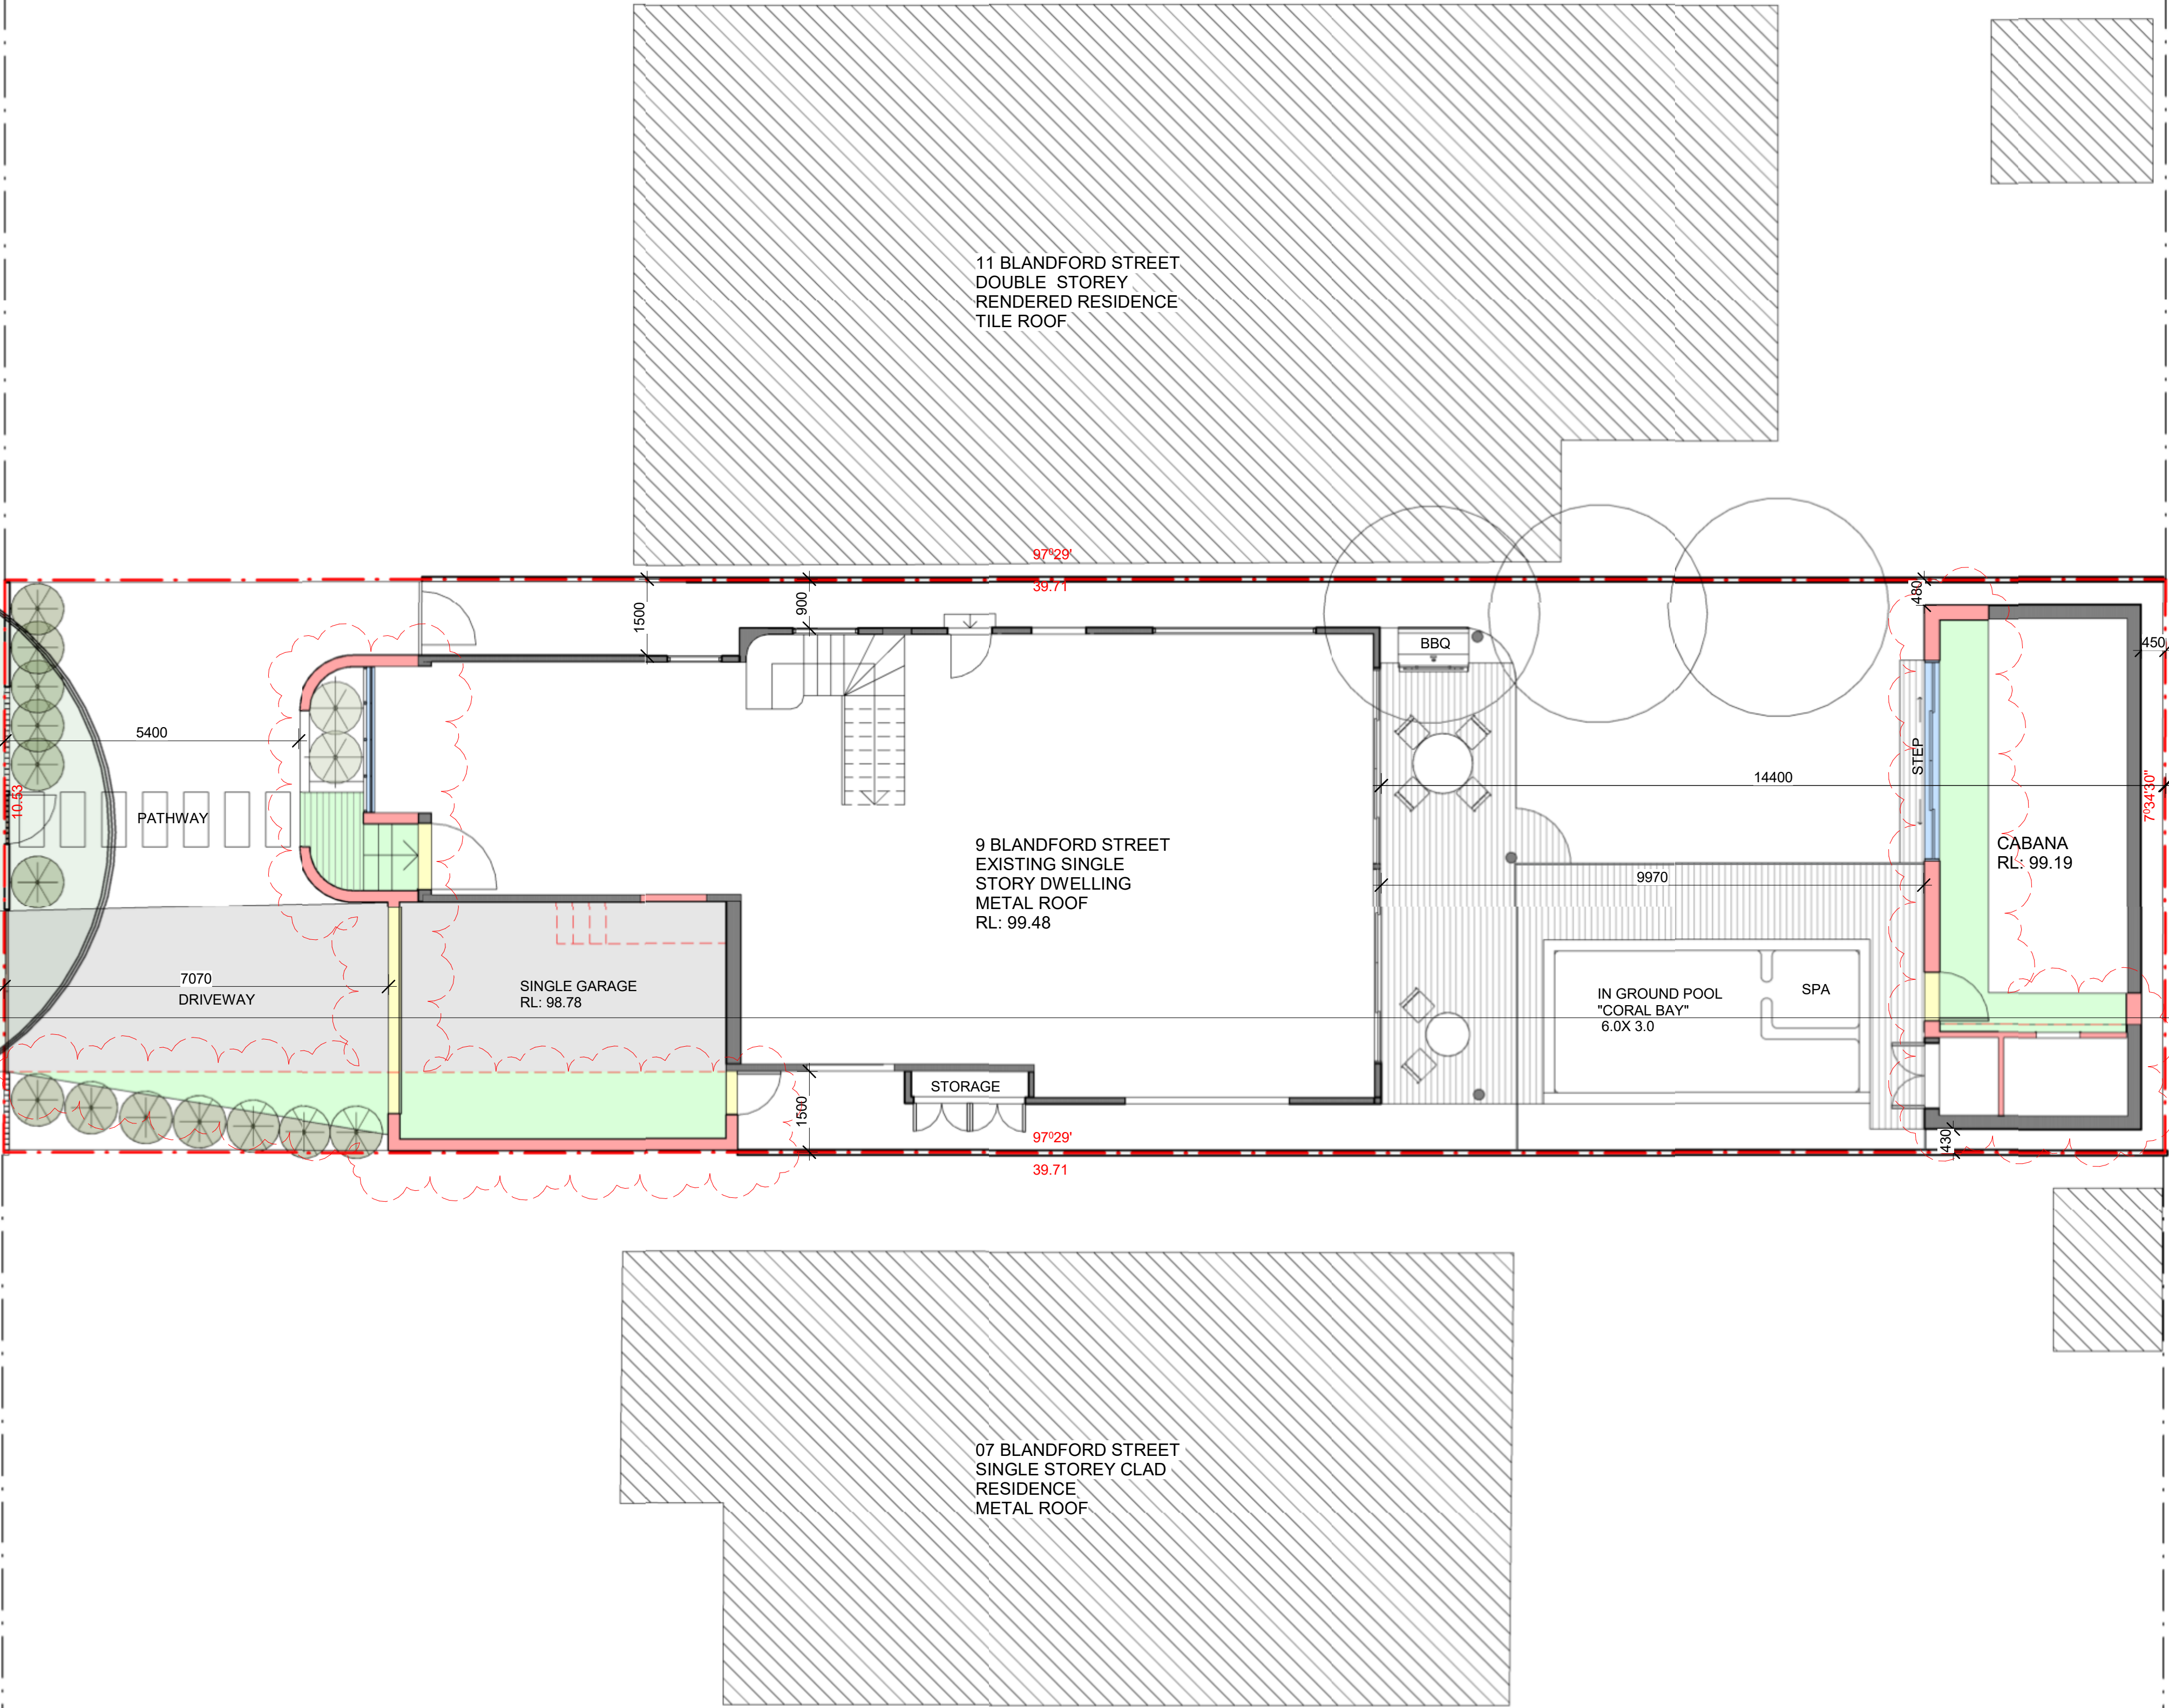 11 BLANDFORD STREET
DOUBLE STOREY
RENDERED RESIDENCE
TILE ROOF
97°29'
39.71
1500
900
480
450
BBQ
5400
10.53
PATHWAY
14400
STEP
7°34'30"
CABANA
RL: 99.19
9 BLANDFORD STREET
EXISTING SINGLE
STORY DWELLING
METAL ROOF
RL: 99.48
9970
7070
DRIVEWAY
SINGLE GARAGE
RL: 98.78
IN GROUND POOL
"CORAL BAY"
6.0X 3.0
SPA
STORAGE
1500
430
97°29'
39.71
07 BLANDFORD STREET
SINGLE STOREY CLAD
RESIDENCE
METAL ROOF